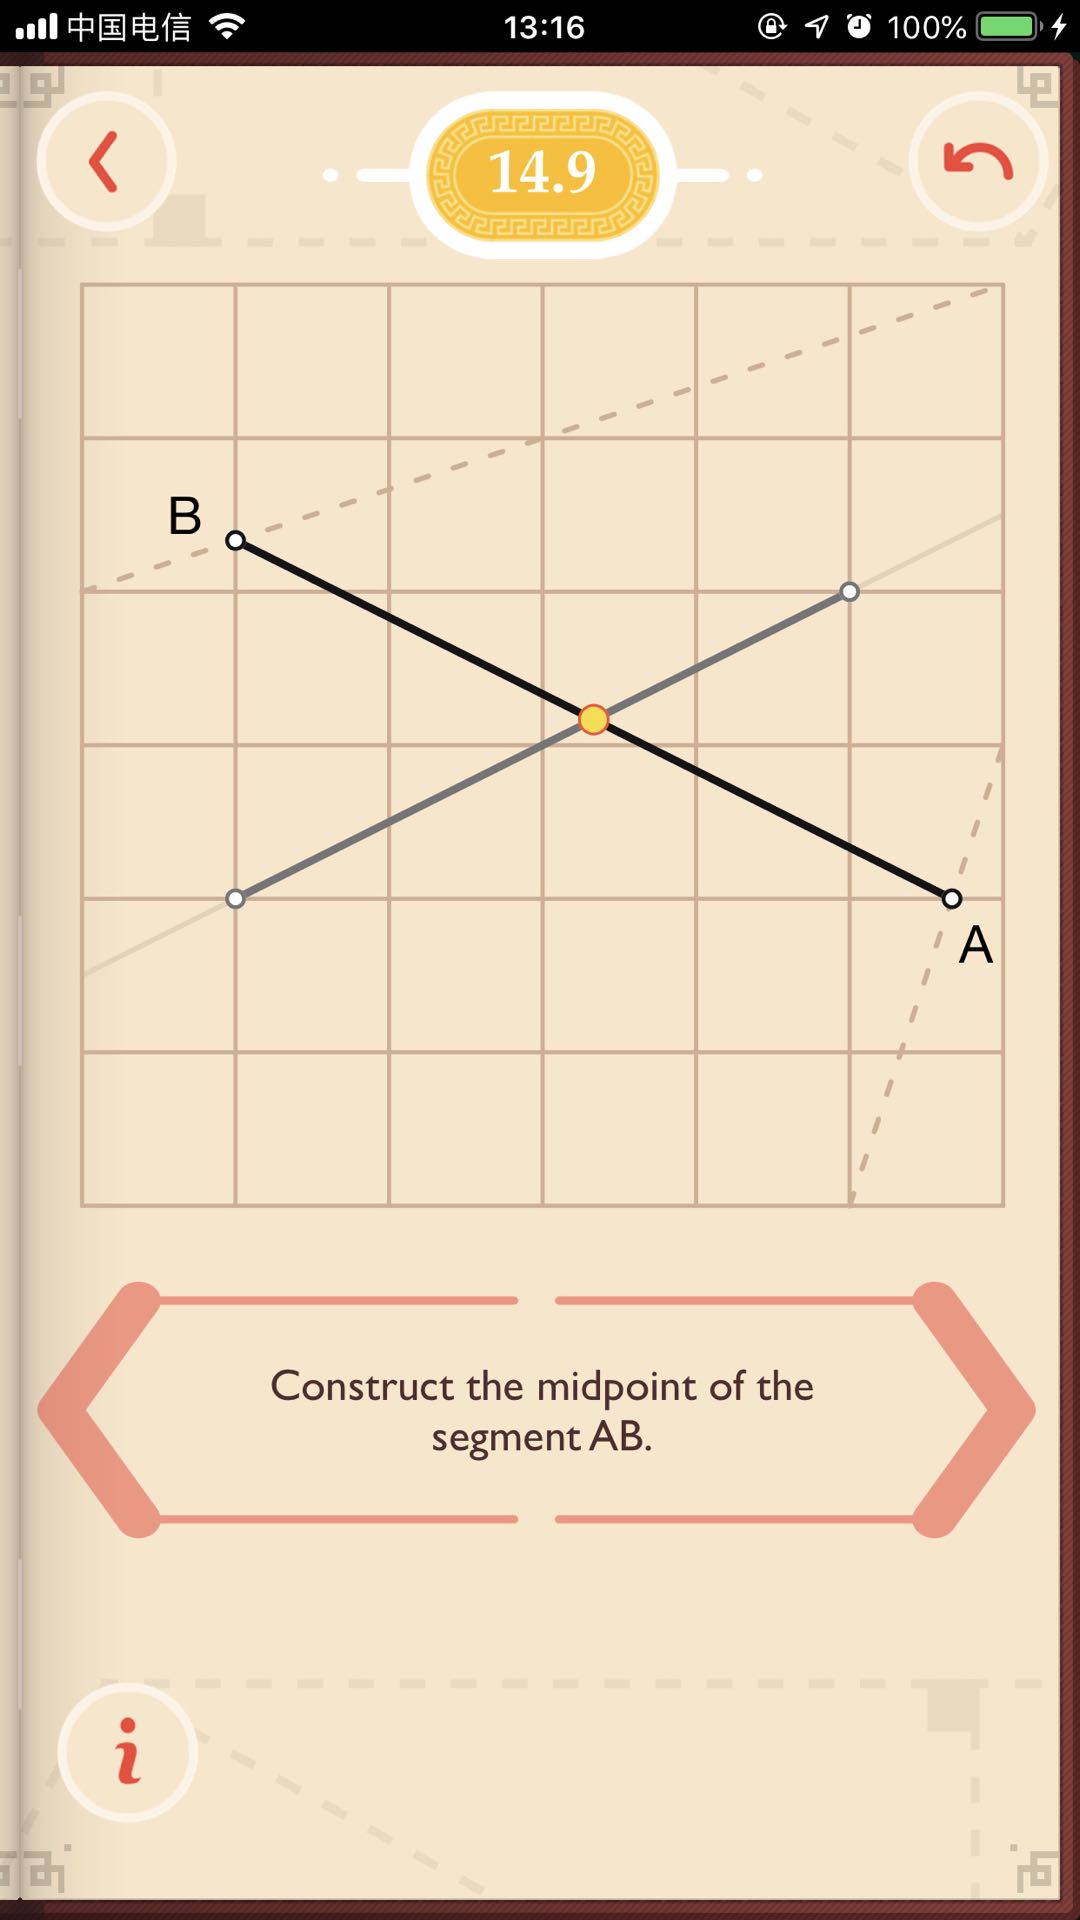 中国电信 13:16 100%
14.9
B
A
Construct the midpoint of the
segment AB.
i